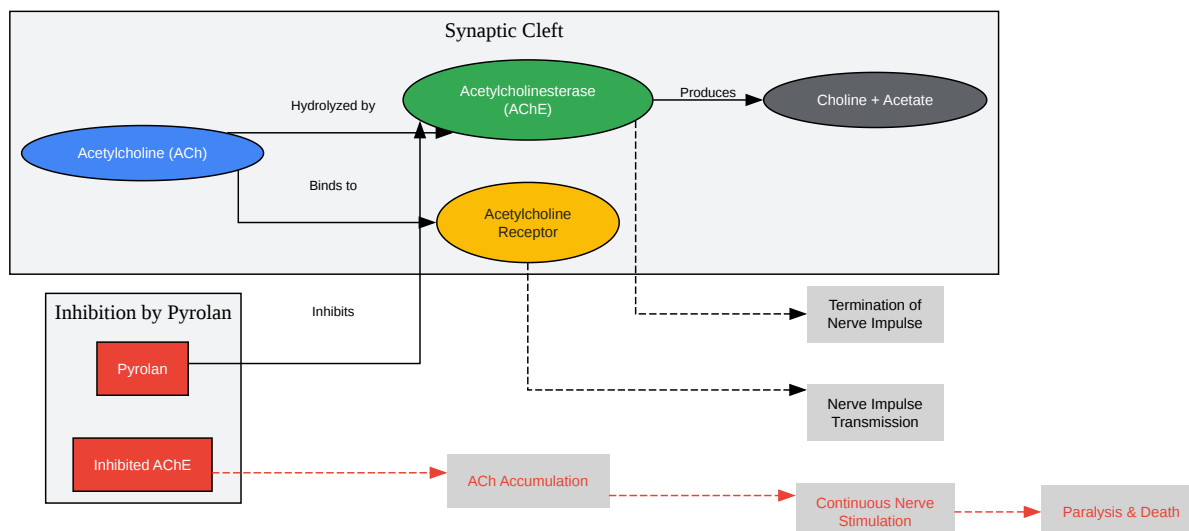 Synaptic Cleft
Acetylcholinesterase
(AChE)
Produces
Choline + Acetate
Hydrolyzed by
Acetylcholine (ACh)
Binds to
Acetylcholine
Receptor
Inhibition by Pyrolan
Inhibits
Termination of
Nerve Impulse
Pyrolan
Nerve Impulse
Transmission
Inhibited AChE
ACh Accumulation
Continuous Nerve
Stimulation
Paralysis & Death